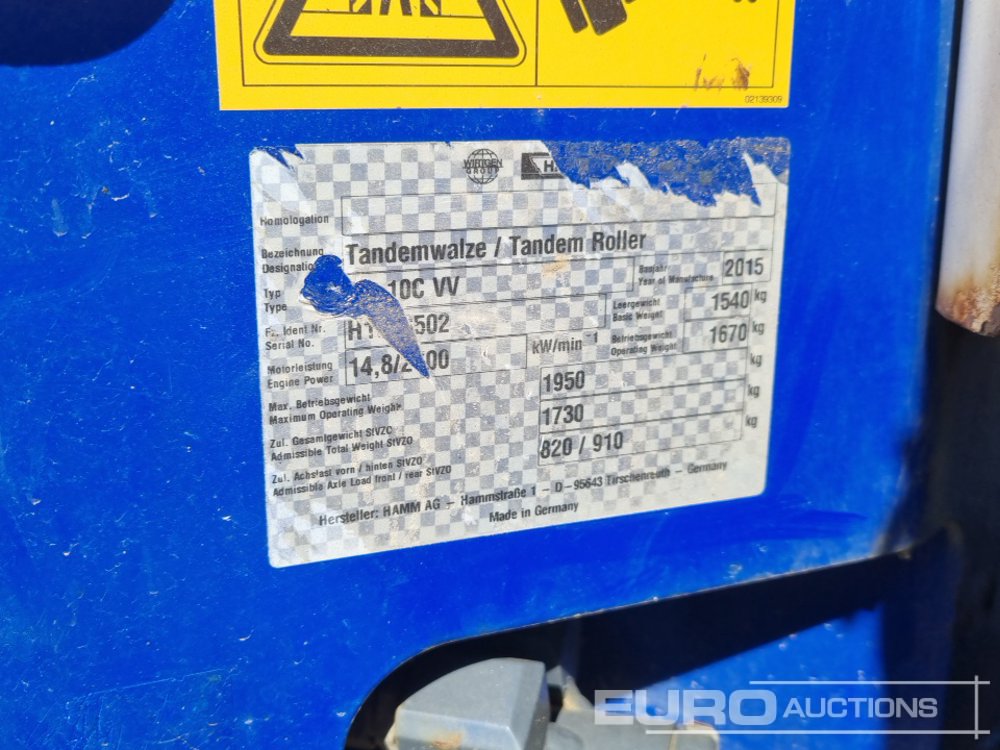 02139309
WIRTGEN
GROUP
Homologation
Bezeichnung
Designation
Tandemwalze / Tandem Roller
Typ
Type
10C VV
Baujahr
Year of Manufacture
2015
Fz. Ident Nr.
Serial No.
502
Leergewicht
Basic Weight
1540 kg
Motorleistung
Engine Power
14,8/ 00
kW/min -1
Betriebsgewicht
Operating Weight
1670 kg
Max. Betriebsgewicht
Maximum Operating Weight
1950 kg
Zul. Gesamtgewicht StVZO
Admissible Total Weight StVZO
1730 kg
Zul. Achslast vorn / hinten StVZO
Admissible Axle Load front / rear StVZO
820 / 910 kg
Hersteller: HAMM AG – Hammstraße 1 – D–95643 Tirschenreuth – Germany
Made in Germany
EURO AUCTIONS